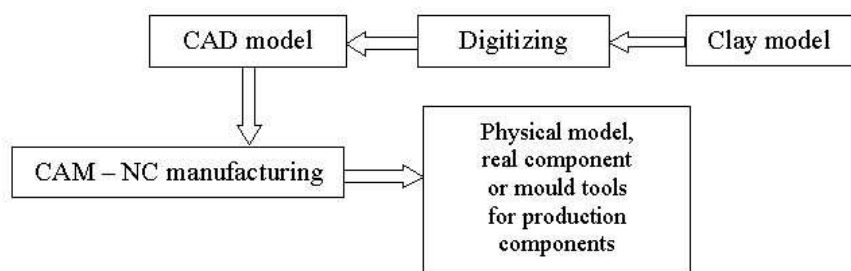 CAD model
Digitizing
Clay model
CAM – NC manufacturing
Physical model,
real component
or mould tools
for production
components